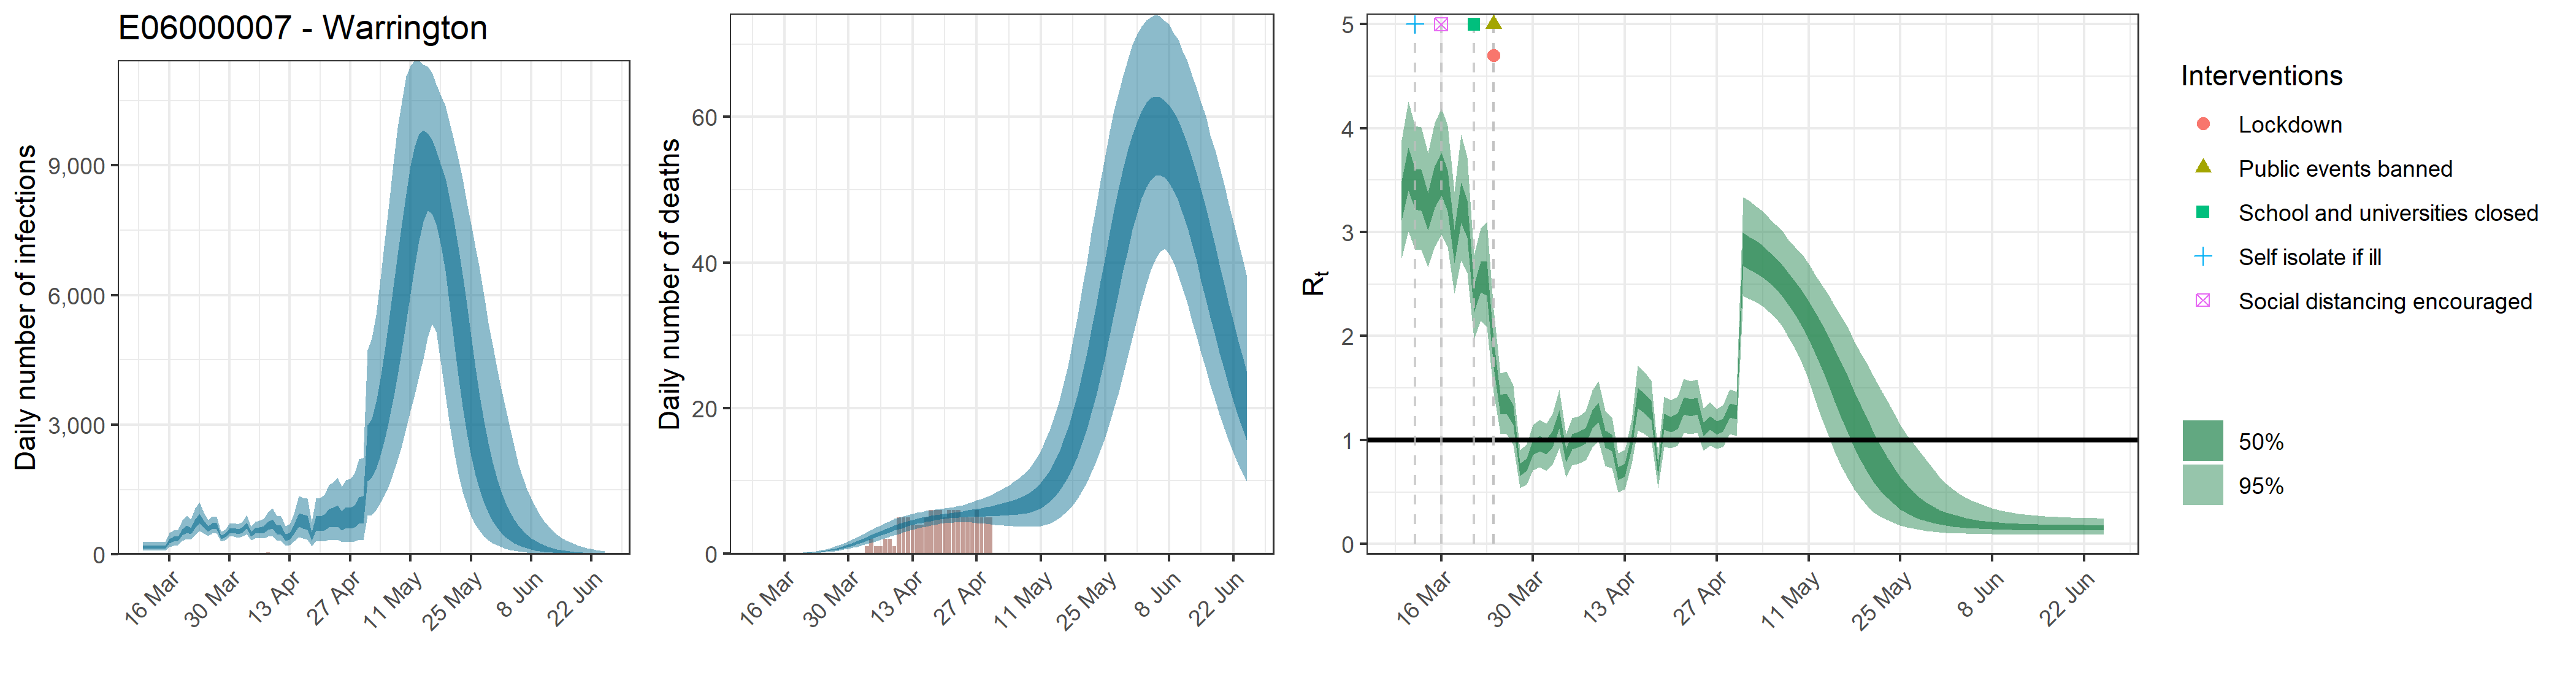 E06000007 - Warrington
Daily number of infections
9,000
6,000
3,000
0
16 Mar
30 Mar
13 Apr
27 Apr
11 May
25 May
8 Jun
22 Jun
Daily number of deaths
60
40
20
0
16 Mar
30 Mar
13 Apr
27 Apr
11 May
25 May
8 Jun
22 Jun
Rt
5
4
3
2
1
0
16 Mar
30 Mar
13 Apr
27 Apr
11 May
25 May
8 Jun
22 Jun
Interventions
Lockdown
Public events banned
School and universities closed
Self isolate if ill
Social distancing encouraged
50%
95%